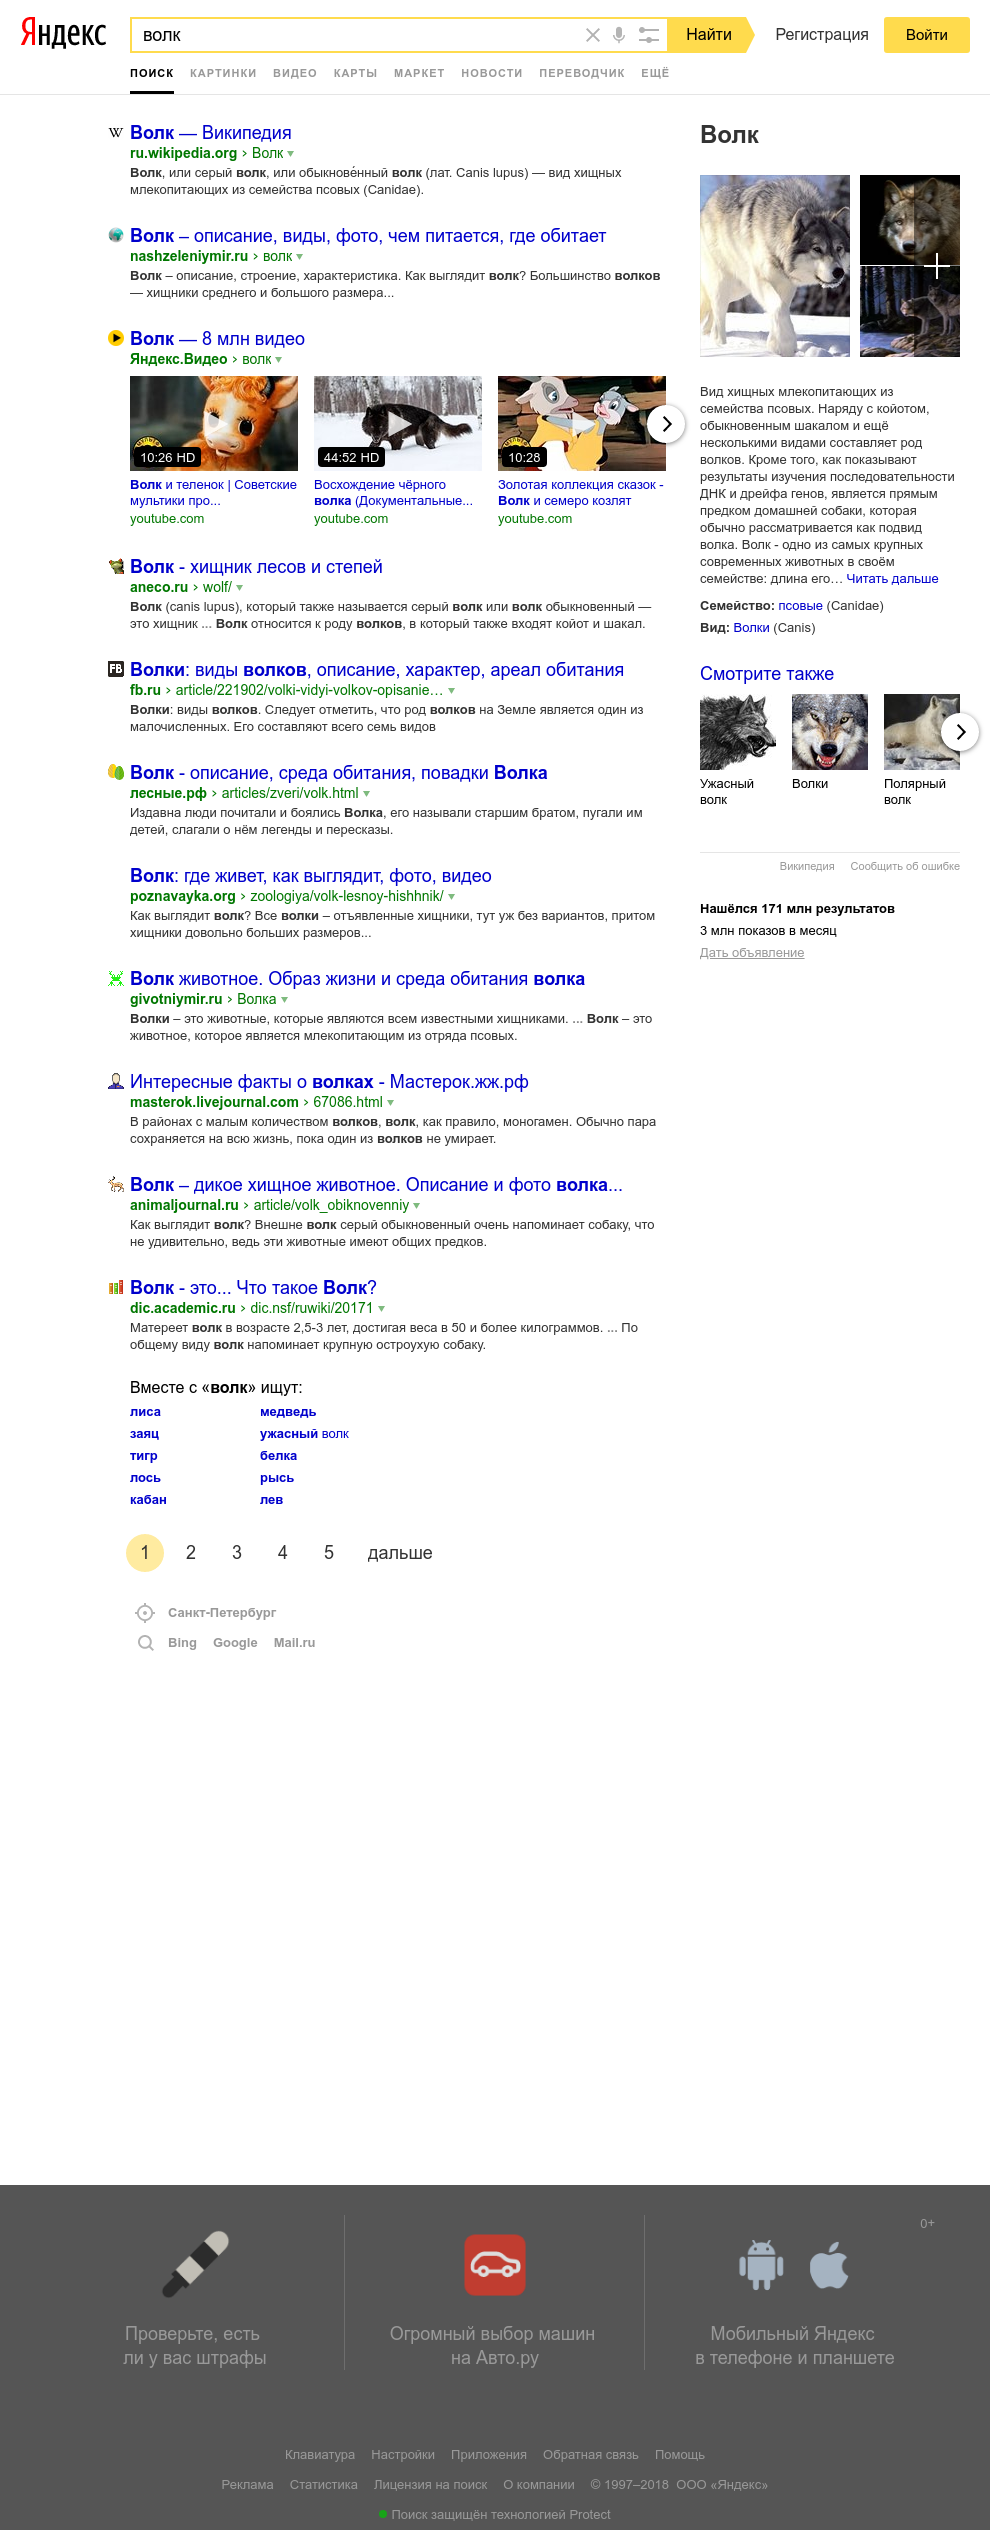 Яндекс
волк
Найти
Регистрация
Войти
ПОИСК КАРТИНКИ ВИДЕО КАРТЫ МАРКЕТ НОВОСТИ ПЕРЕВОДЧИК ЕЩЁ
W Волк — Википедия
ru.wikipedia.org › Волк
Волк, или серый волк, или обыкнове́нный волк (лат. Canis lupus) — вид хищных
млекопитающих из семейства псовых (Canidae).
Волк – описание, виды, фото, чем питается, где обитает
nashzeleniymir.ru › волк
Волк – описание, строение, характеристика. Как выглядит волк? Большинство волков
— хищники среднего и большого размера...
Волк — 8 млн видео
Яндекс.Видео › волк
10:26 HD
44:52 HD
10:28
Волк и теленок | Советские
мультики про...
youtube.com
Восхождение чёрного
волка (Документальные...
youtube.com
Золотая коллекция сказок -
Волк и семеро козлят
youtube.com
Волк - хищник лесов и степей
aneco.ru › wolf/
Волк (canis lupus), который также называется серый волк или волк обыкновенный —
это хищник ... Волк относится к роду волков, в который также входят койот и шакал.
FB Волки: виды волков, описание, характер, ареал обитания
fb.ru › article/221902/volki-vidyi-volkov-opisanie…
Волки: виды волков. Следует отметить, что род волков на Земле является один из
малочисленных. Его составляют всего семь видов
Волк - описание, среда обитания, повадки Волка
лесные.рф › articles/zveri/volk.html
Издавна люди почитали и боялись Волка, его называли старшим братом, пугали им
детей, слагали о нём легенды и пересказы.
Волк: где живет, как выглядит, фото, видео
poznavayka.org › zoologiya/volk-lesnoy-hishhnik/
Как выглядит волк? Все волки – отъявленные хищники, тут уж без вариантов, притом
хищники довольно больших размеров...
Волк животное. Образ жизни и среда обитания волка
givotniymir.ru › Волка
Волки – это животные, которые являются всем известными хищниками. ... Волк – это
животное, которое является млекопитающим из отряда псовых.
Интересные факты о волках - Мастерок.жж.рф
masterok.livejournal.com › 67086.html
В районах с малым количеством волков, волк, как правило, моногамен. Обычно пара
сохраняется на всю жизнь, пока один из волков не умирает.
Волк – дикое хищное животное. Описание и фото волка...
animaljournal.ru › article/volk_obiknovenniy
Как выглядит волк? Внешне волк серый обыкновенный очень напоминает собаку, что
не удивительно, ведь эти животные имеют общих предков.
Волк - это... Что такое Волк?
dic.academic.ru › dic.nsf/ruwiki/20171
Матереет волк в возрасте 2,5-3 лет, достигая веса в 50 и более килограммов. ... По
общему виду волк напоминает крупную остроухую собаку.
Вместе с «волк» ищут:
лиса медведь
заяц ужасный волк
тигр белка
лось рысь
кабан лев
1 2 3 4 5 дальше
Санкт-Петербург
Bing Google Mail.ru
Волк
Вид хищных млекопитающих из
семейства псовых. Наряду с койотом,
обыкновенным шакалом и ещё
несколькими видами составляет род
волков. Кроме того, как показывают
результаты изучения последовательности
ДНК и дрейфа генов, является прямым
предком домашней собаки, которая
обычно рассматривается как подвид
волка. Волк - одно из самых крупных
современных животных в своём
семействе: длина его… Читать дальше
Семейство: псовые (Canidae)
Вид: Волки (Canis)
Смотрите также
Ужасный
волк
Волки
Полярный
волк
Википедия Сообщить об ошибке
Нашёлся 171 млн результатов
3 млн показов в месяц
Дать объявление
0+
Проверьте, есть
ли у вас штрафы
Огромный выбор машин
на Авто.ру
Мобильный Яндекс
в телефоне и планшете
Клавиатура Настройки Приложения Обратная связь Помощь
Реклама Статистика Лицензия на поиск О компании © 1997–2018 ООО «Яндекс»
Поиск защищён технологией Protect